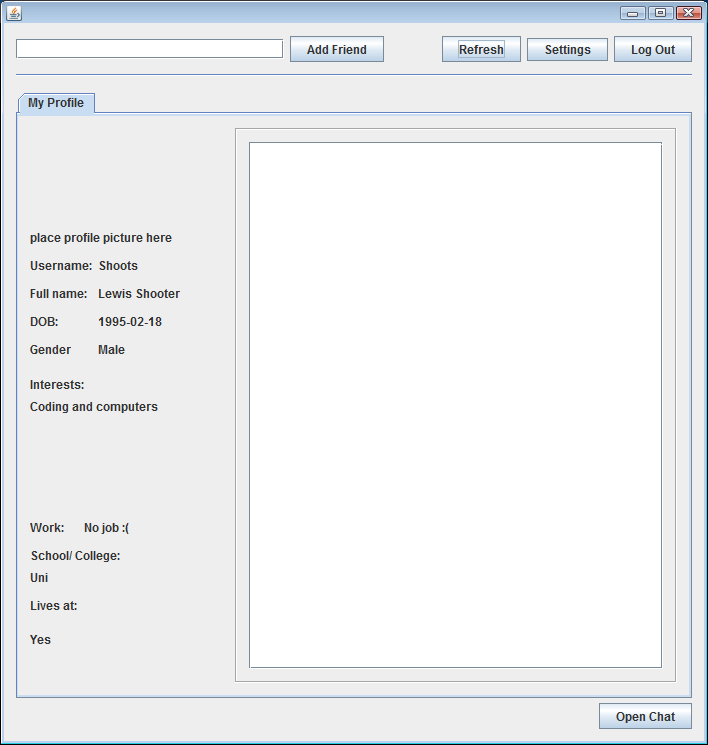 Add Friend Refresh Settings Log Out
My Profile
place profile picture here
Username: Shoots
Full name: Lewis Shooter
DOB: 1995-02-18
Gender Male
Interests:
Coding and computers
Work: No job :(
School/ College:
Uni
Lives at:
Yes
Open Chat